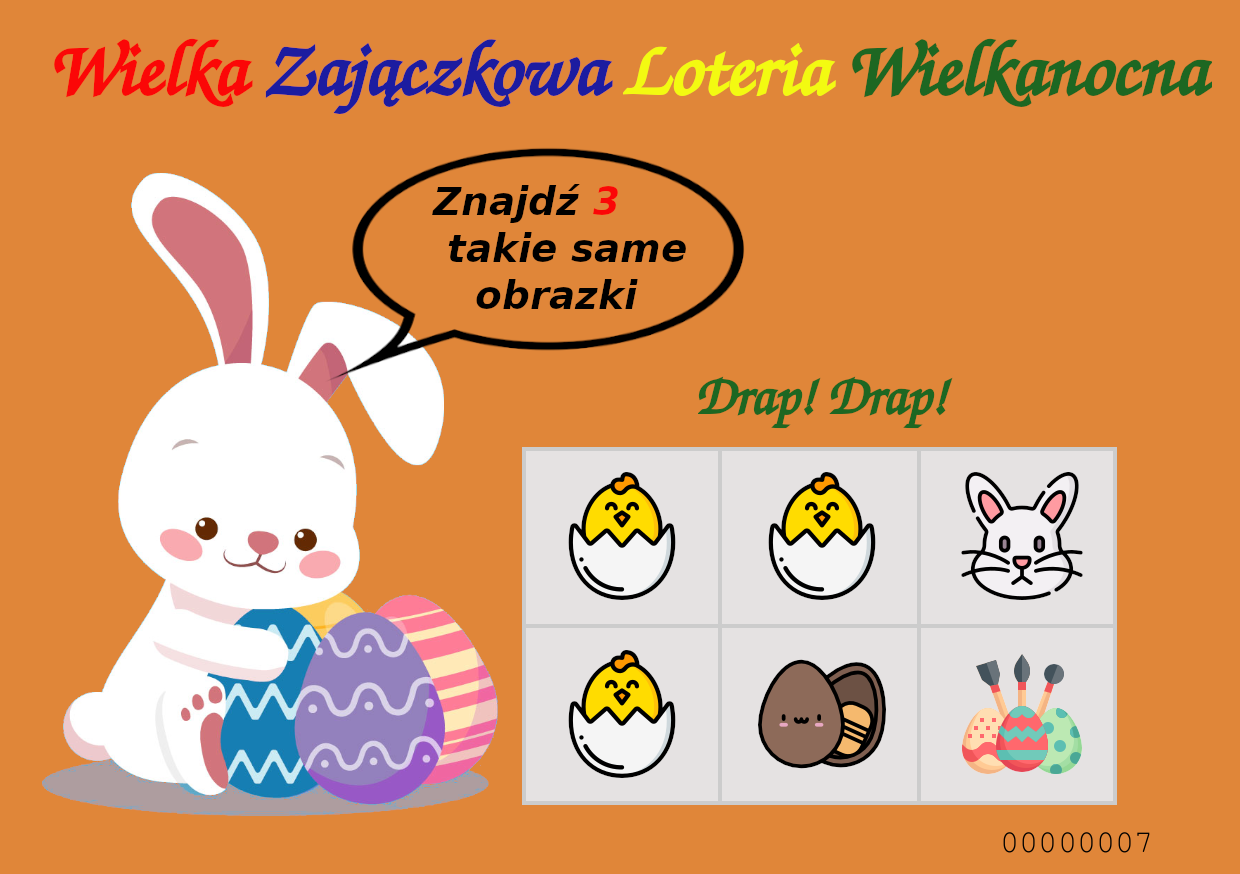 Wielka Zajączkowa Loteria Wielkanocna
Znajdź 3
takie same
obrazki
Drap! Drap!
00000007